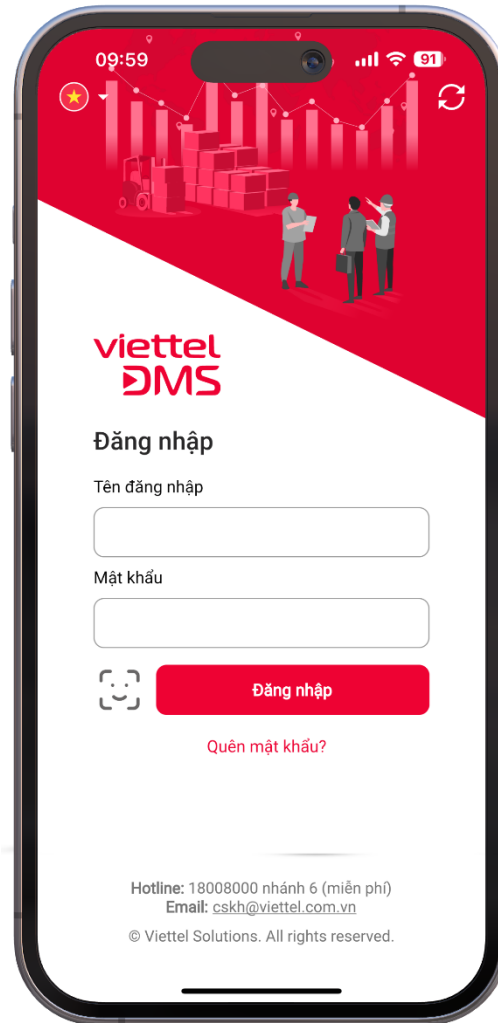 09:59
91
viettel
DMS
Đăng nhập
Tên đăng nhập
Mật khẩu
Đăng nhập
Quên mật khẩu?
Hotline: 18008000 nhánh 6 (miễn phí)
Email: cskh@viettel.com.vn
© Viettel Solutions. All rights reserved.